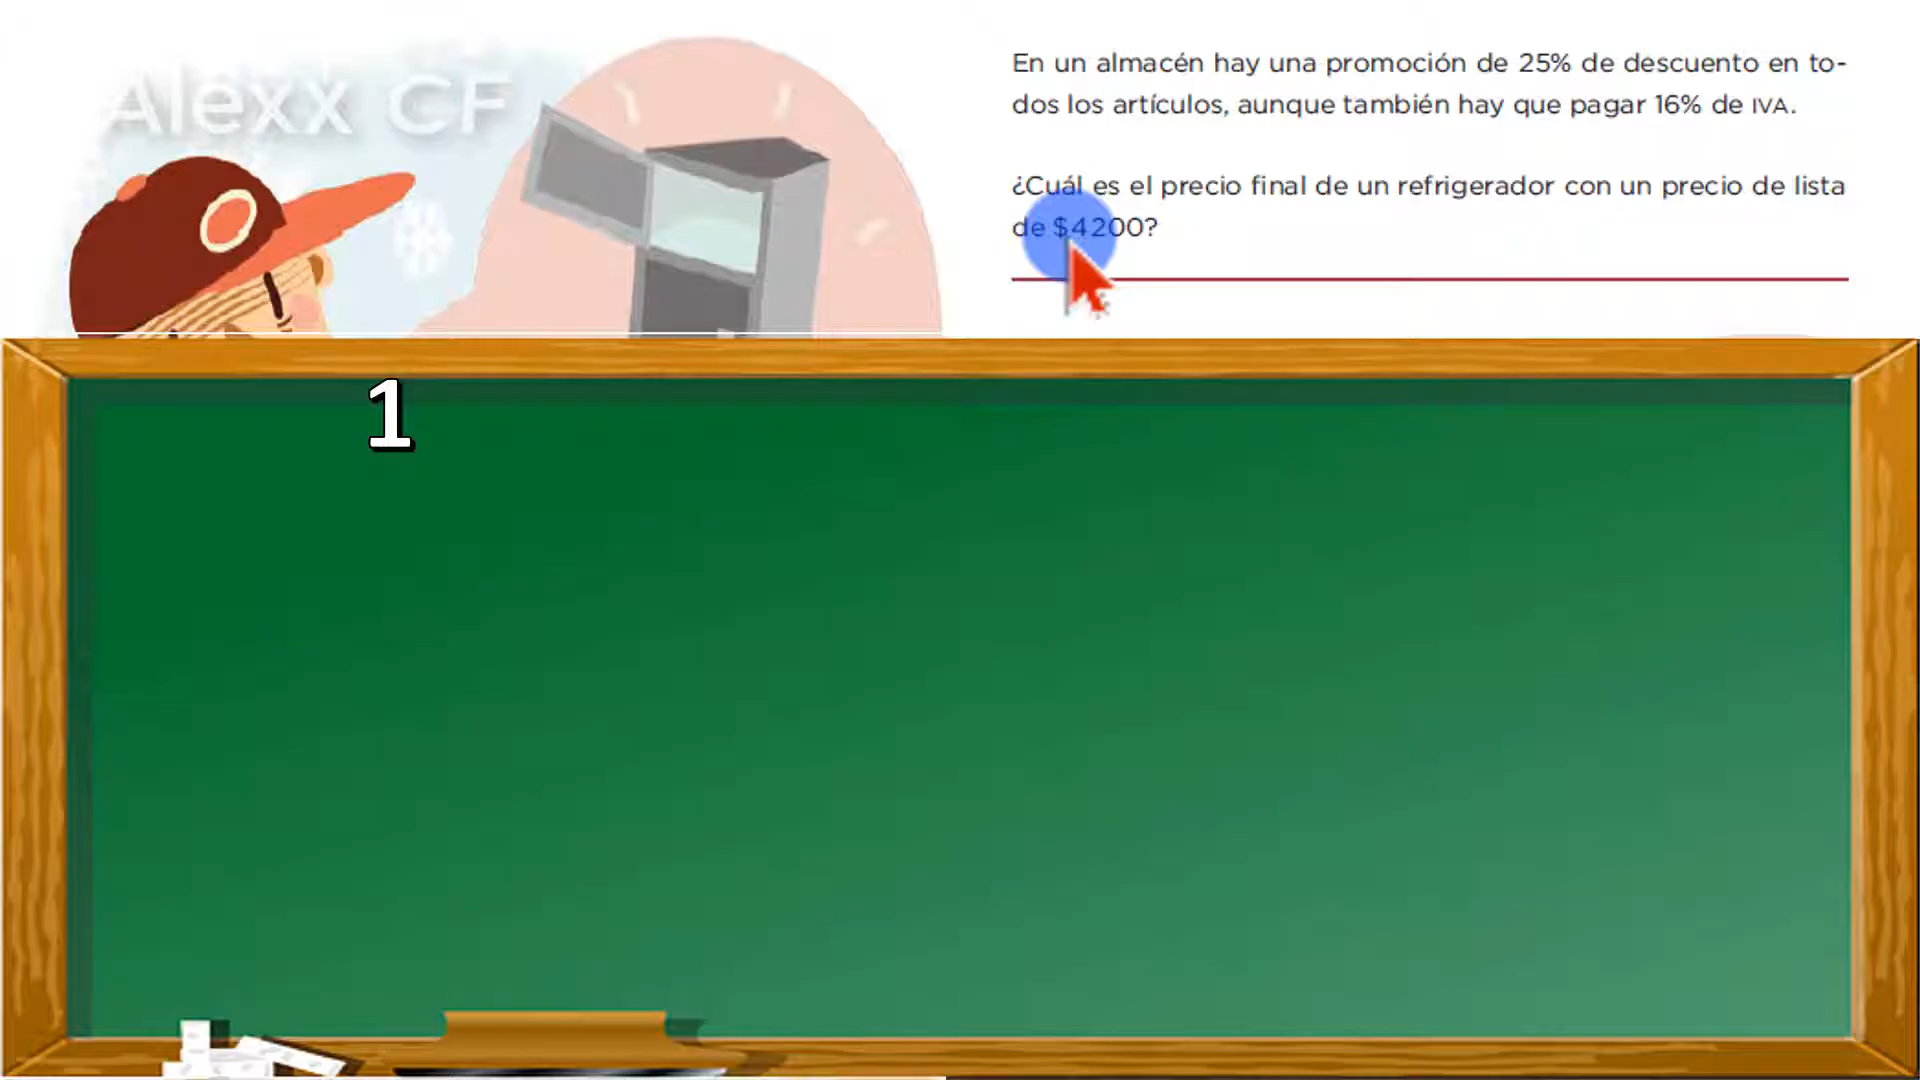 Alexx CF
En un almacén hay una promoción de 25% de descuento en to-
dos los artículos, aunque también hay que pagar 16% de IVA.
¿Cuál es el precio final de un refrigerador con un precio de lista
de $4200?
1